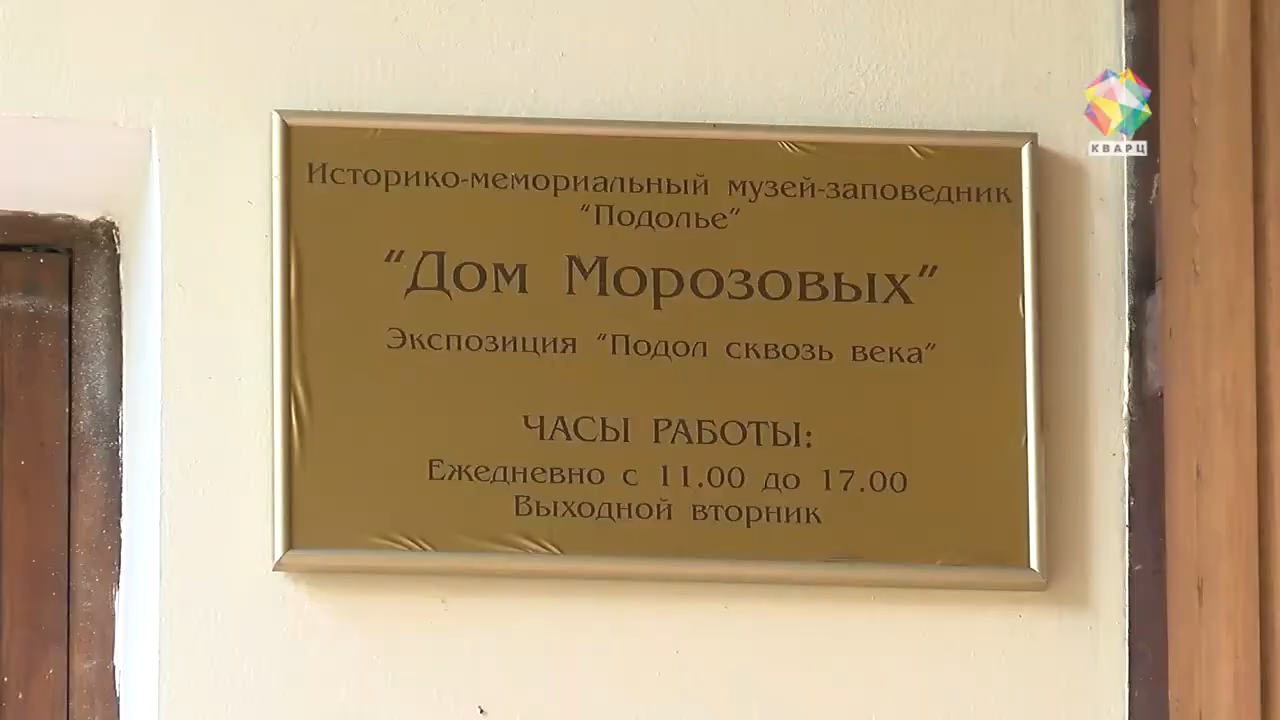 КВАРЦ
Историко-мемориальный музей-заповедник
"Подолье"
"Дом Морозовых"
Экспозиция "Подол сквозь века"
ЧАСЫ РАБОТЫ:
Ежедневно с 11.00 до 17.00
Выходной вторник